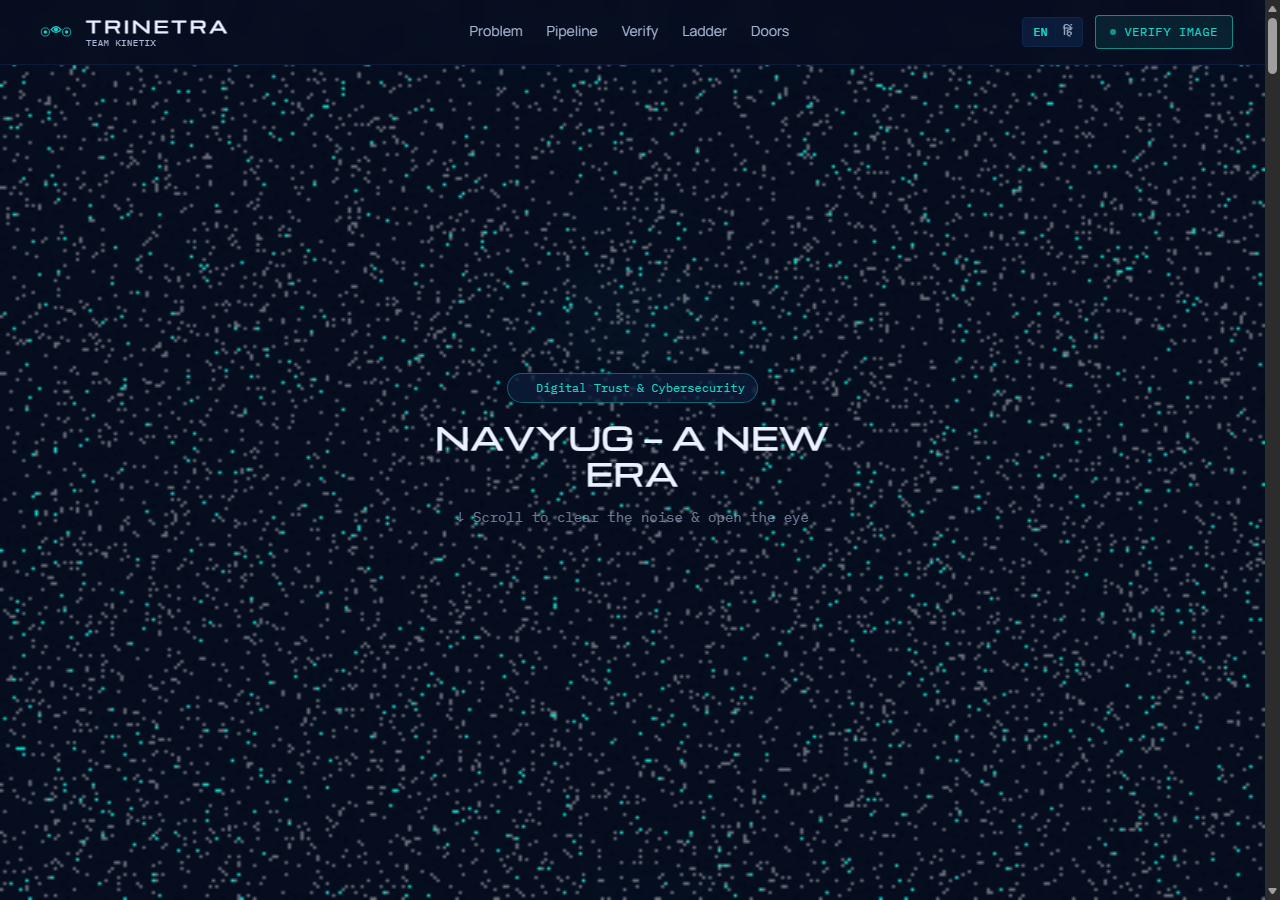 TRINETRA
TEAM KINETIX
Problem Pipeline Verify Ladder Doors
EN हिं
VERIFY IMAGE
Digital Trust & Cybersecurity
NAVYUG – A NEW
ERA
↓ Scroll to clear the noise & open the eye